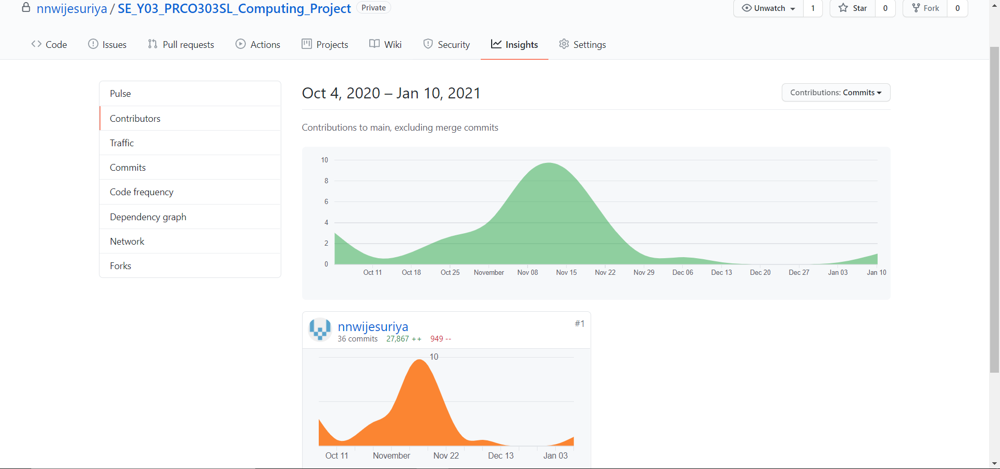 nnwijesuriya / SE_Y03_PRCO303SL_Computing_Project Private
Unwatch 1 Star 0 Fork 0
Code Issues Pull requests Actions Projects Wiki Security Insights Settings
Pulse
Contributors
Traffic
Commits
Code frequency
Dependency graph
Network
Forks
Oct 4, 2020 – Jan 10, 2021
Contributions: Commits
Contributions to main, excluding merge commits
10
8
6
4
2
0
Oct 11 Oct 18 Oct 25 November Nov 08 Nov 15 Nov 22 Nov 29 Dec 06 Dec 13 Dec 20 Dec 27 Jan 03 Jan 10
nnwijesuriya #1
36 commits 27,867 ++ 949 --
10
Oct 11 November Nov 22 Dec 13 Jan 03